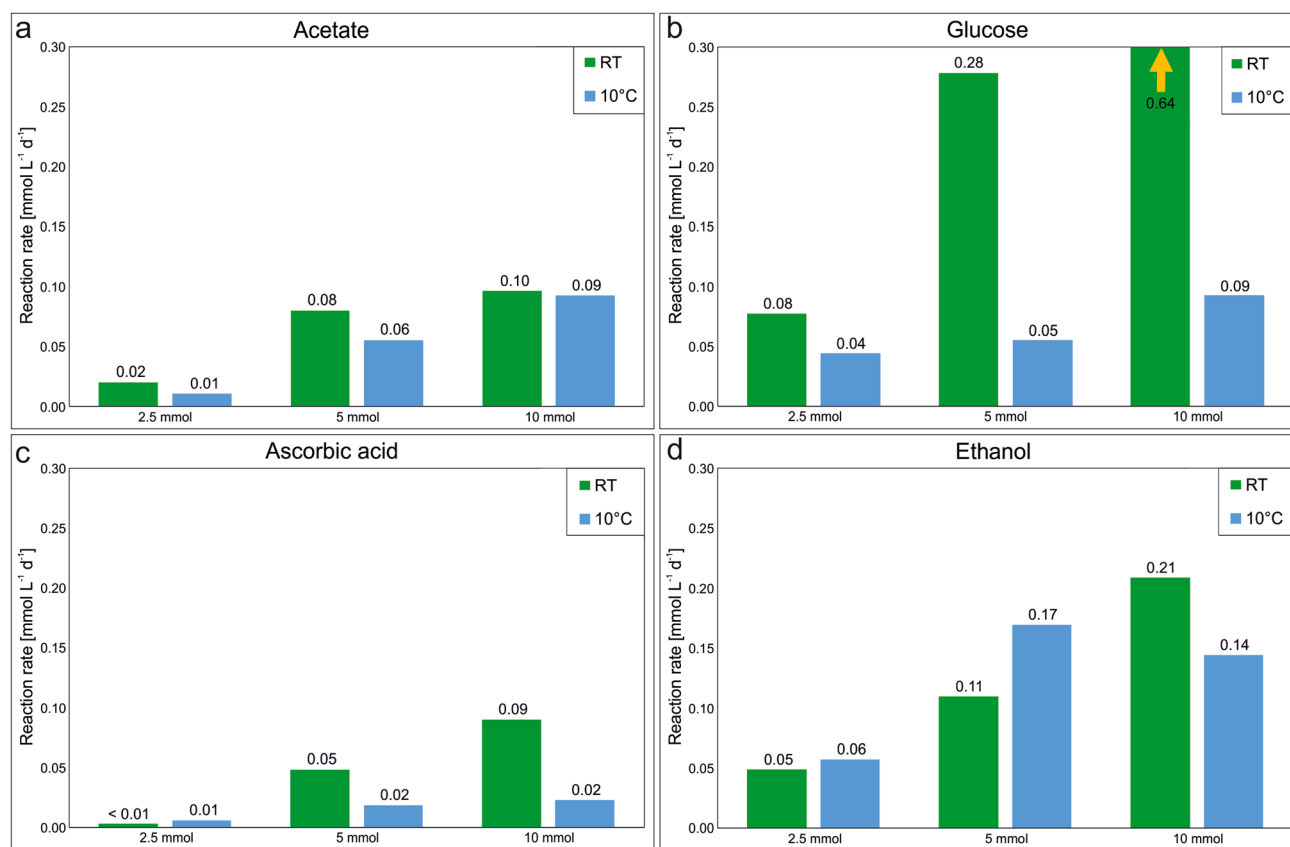 a
Acetate
RT
10°C
Reaction rate [mmol L⁻¹ d⁻¹]
0.30
0.25
0.20
0.15
0.10
0.05
0.00
0.02
0.01
0.08
0.06
0.10
0.09
2.5 mmol
5 mmol
10 mmol
b
Glucose
RT
10°C
Reaction rate [mmol L⁻¹ d⁻¹]
0.30
0.25
0.20
0.15
0.10
0.05
0.00
0.08
0.04
0.28
0.05
0.64
0.09
2.5 mmol
5 mmol
10 mmol
c
Ascorbic acid
RT
10°C
Reaction rate [mmol L⁻¹ d⁻¹]
0.30
0.25
0.20
0.15
0.10
0.05
0.00
< 0.01
0.01
0.05
0.02
0.09
0.02
2.5 mmol
5 mmol
10 mmol
d
Ethanol
RT
10°C
Reaction rate [mmol L⁻¹ d⁻¹]
0.30
0.25
0.20
0.15
0.10
0.05
0.00
0.05
0.06
0.11
0.17
0.21
0.14
2.5 mmol
5 mmol
10 mmol